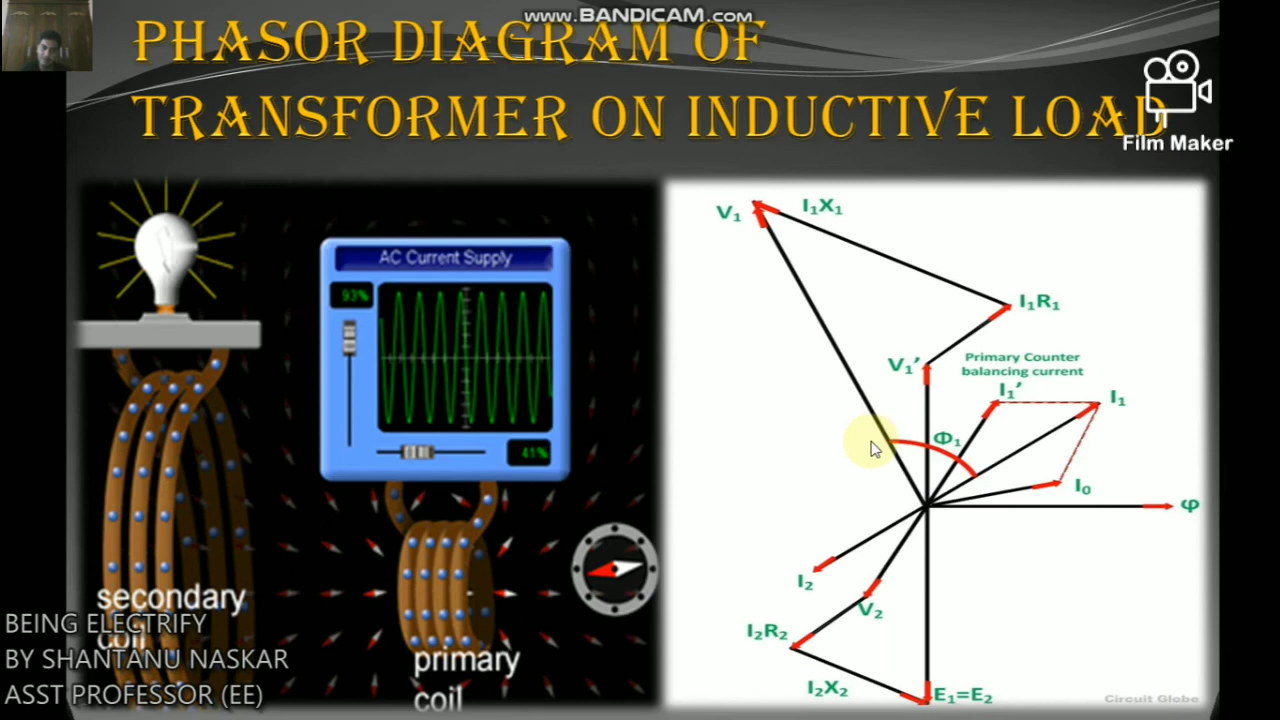 www.BANDICAM.com
PHASOR DIAGRAM OF
TRANSFORMER ON INDUCTIVE LOAD
Film Maker
AC Current Supply
93%
41%
secondary
coil
primary
coil
BEING ELECTRIFY
BY SHANTANU NASKAR
ASST PROFESSOR (EE)
V₁
I₁X₁
I₁R₁
V₁'
Primary Counter
balancing current
I₁'
I₁
Φ₁
I₀
φ
I₂
V₂
I₂R₂
I₂X₂
E₁=E₂
Circuit Globe